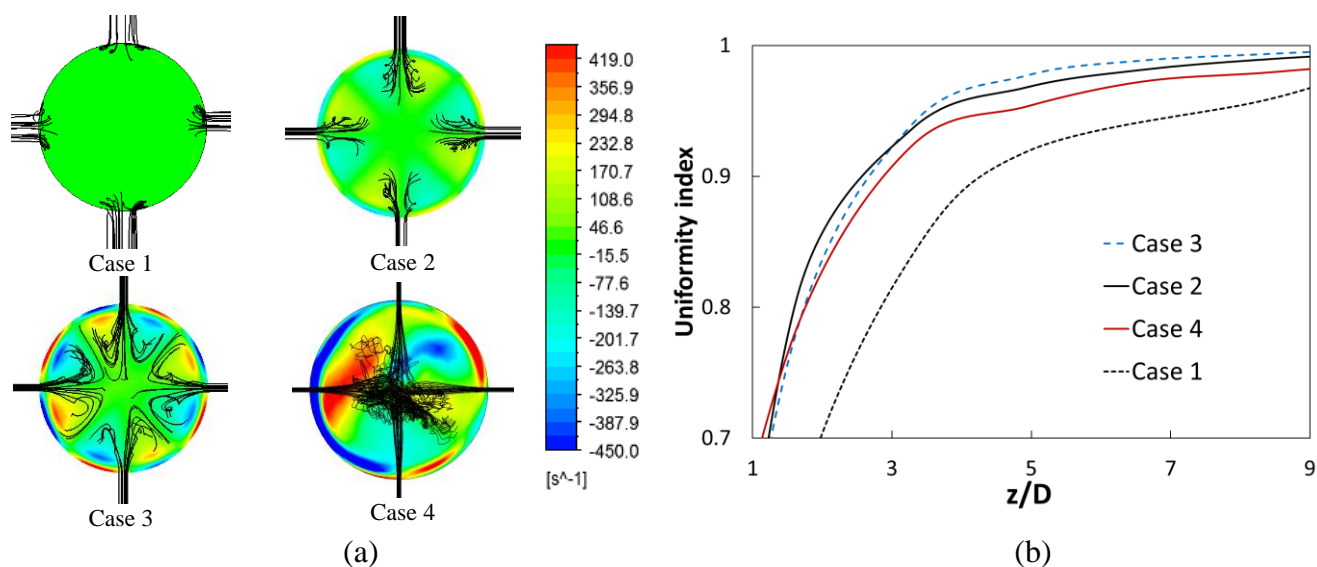 Case 1
Case 2
Case 3
Case 4
419.0
356.9
294.8
232.8
170.7
108.6
46.6
-15.5
-77.6
-139.7
-201.7
-263.8
-325.9
-387.9
-450.0
[s^-1]
(a)
Uniformity index
1
0.9
0.8
0.7
1
3
5
7
9
z/D
Case 3
Case 2
Case 4
Case 1
(b)